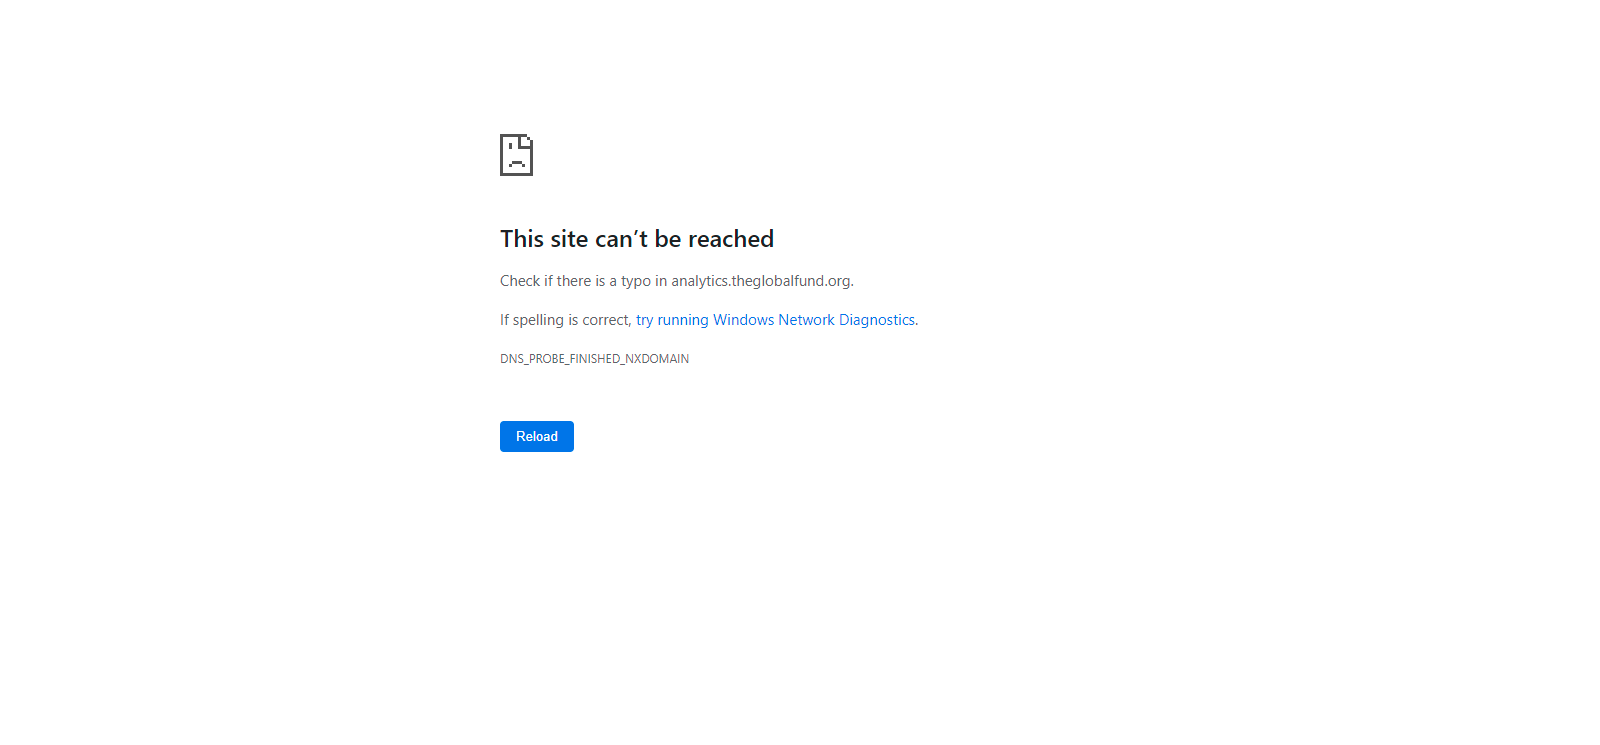 This site can’t be reached
Check if there is a typo in analytics.theglobalfund.org.
If spelling is correct, try running Windows Network Diagnostics.
DNS_PROBE_FINISHED_NXDOMAIN
Reload